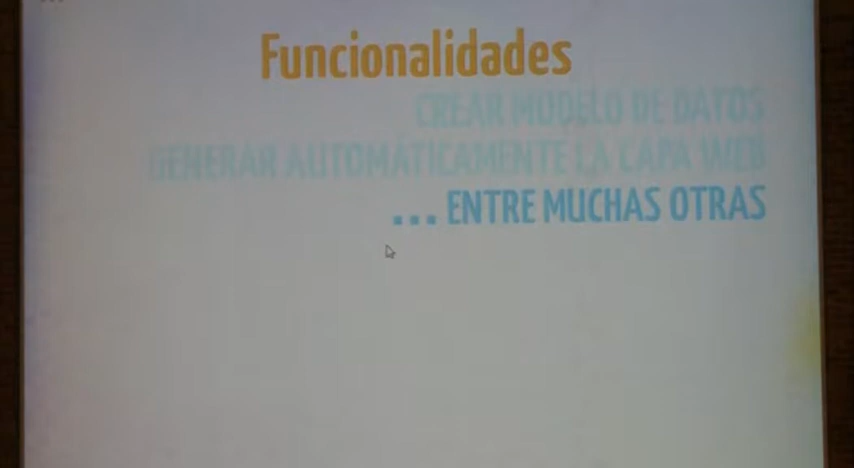 Funcionalidades
CREAR MODELO DE DATOS
GENERAR AUTOMÁTICAMENTE LA CAPA WEB
... ENTRE MUCHAS OTRAS